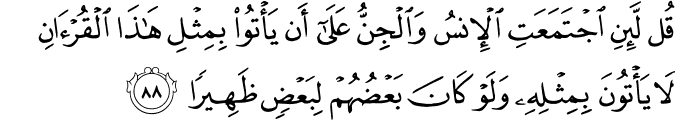 قُل لَّئِنِ ٱجْتَمَعَتِ ٱلْإِنسُ وَٱلْجِنُّ عَلَىٰٓ أَن يَأْتُوا۟ بِمِثْلِ هَـٰذَا ٱلْقُرْءَانِ
لَا يَأْتُونَ بِمِثْلِهِۦ وَلَوْ كَانَ بَعْضُهُمْ لِبَعْضٍ ظَهِيرًا ٨٨